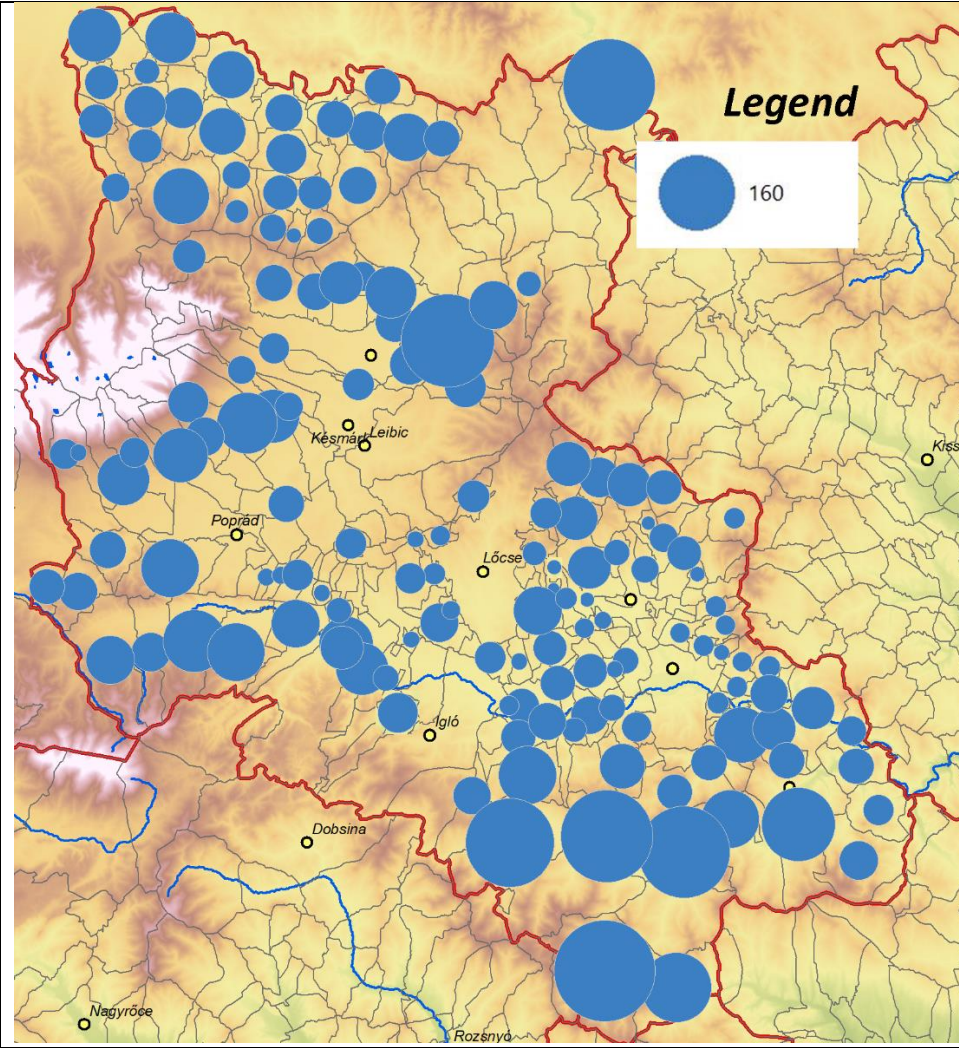 Legend
160
Késmárk
Leibic
Kiss
Poprád
Lőcse
Igló
Dobsina
Nagyrőce
Rozsnyó